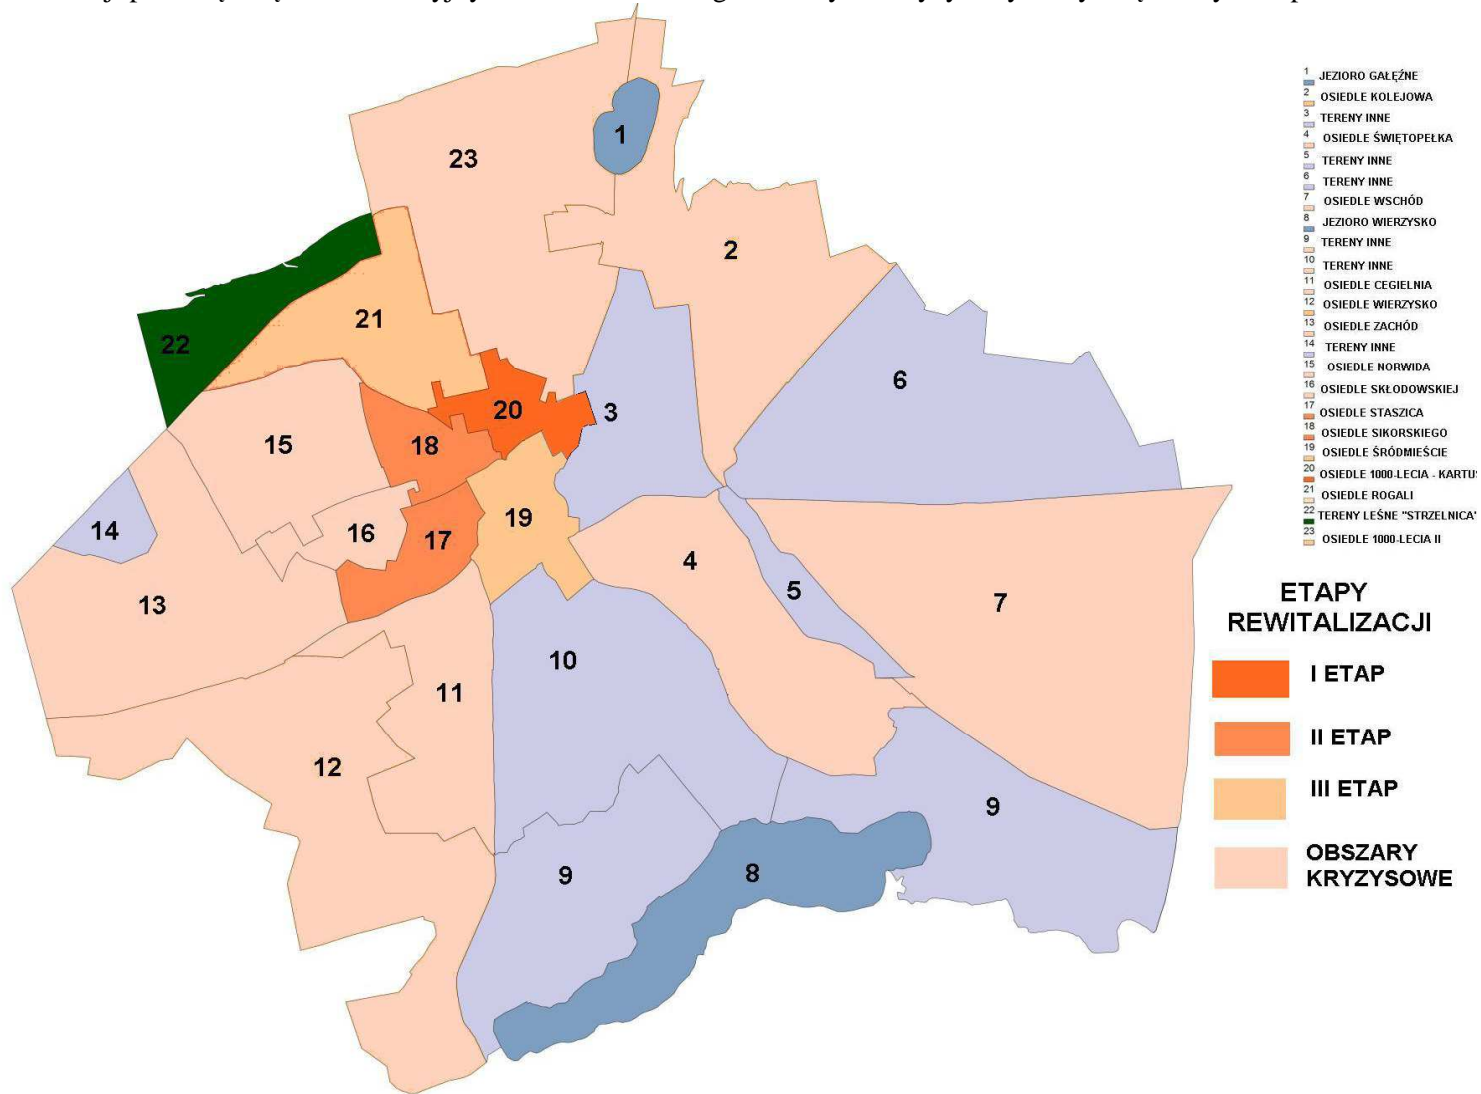 1
JEZIORO GAŁĘŹNE
2
OSIEDLE KOLEJOWA
3
TERENY INNE
4
OSIEDLE ŚWIĘTOPEŁKA
5
TERENY INNE
6
TERENY INNE
7
OSIEDLE WSCHÓD
8
JEZIORO WIERZYSKO
9
TERENY INNE
10
TERENY INNE
11
OSIEDLE CEGIELNIA
12
OSIEDLE WIERZYSKO
13
OSIEDLE ZACHÓD
14
TERENY INNE
15
OSIEDLE NORWIDA
16
OSIEDLE SKŁODOWSKIEJ
17
OSIEDLE STASZICA
18
OSIEDLE SIKORSKIEGO
19
OSIEDLE ŚRÓDMIEŚCIE
20
OSIEDLE 1000-LECIA - KARTUS
21
OSIEDLE ROGALI
22
TERENY LEŚNE "STRZELNICA"
23
OSIEDLE 1000-LECIA II
ETAPY
REWITALIZACJI
I ETAP
II ETAP
III ETAP
OBSZARY
KRYZYSOWE
1
23
2
21
22
6
20
3
15
18
19
14
16
17
4
5
7
13
10
11
12
9
8
9